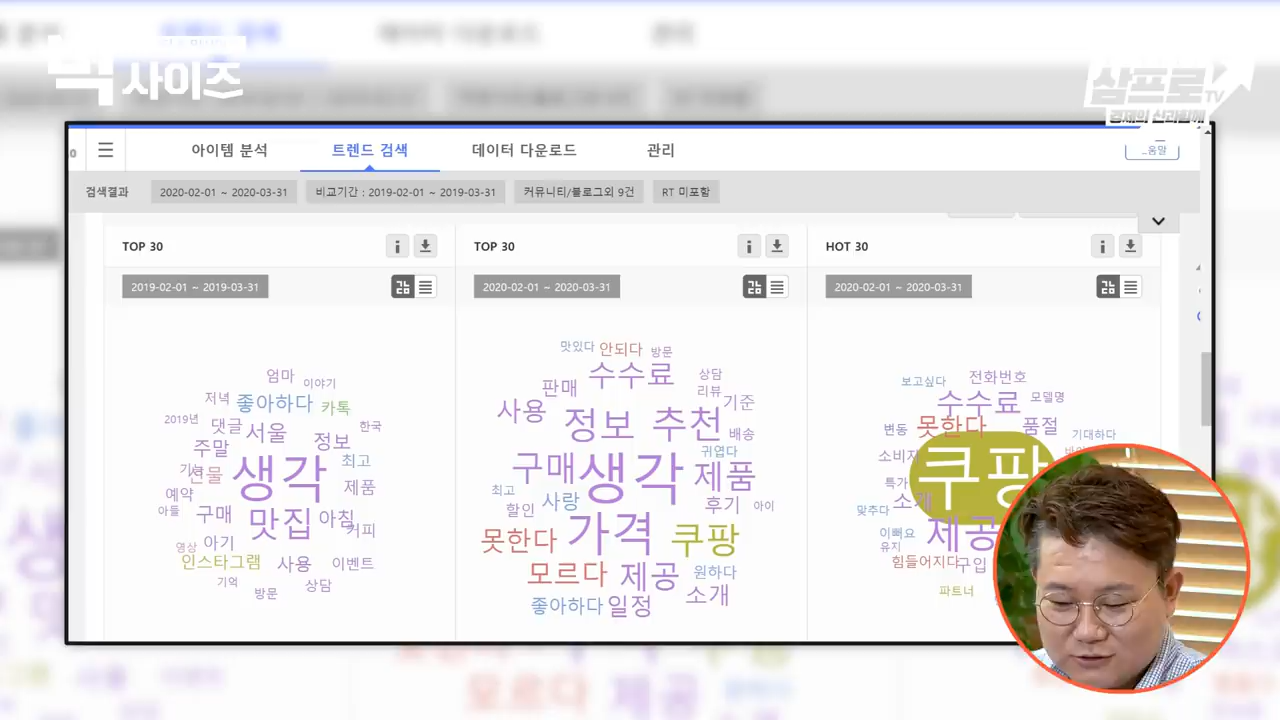 빅
사이즈
삼프로TV
경제의 신과함께
아이템 분석 트렌드 검색 데이터 다운로드 관리
..움말
검색결과 2020-02-01 ~ 2020-03-31 비교기간 : 2019-02-01 ~ 2019-03-31 커뮤니티/블로그외 9건 RT 미포함
TOP 30
2019-02-01 ~ 2019-03-31
엄마 이야기
저녁 좋아하다 카톡
2019년 댓글 서울 정보 한국
주말 최고
선물 생각 제품
예약
아들 구매 맛집 아침 커피
영상 아기
인스타그램 사용 이벤트
기억 방문 상담
TOP 30
2020-02-01 ~ 2020-03-31
맛있다 안되다 방문
수수료 상담
판매 리뷰
사용 정보 추천 기준
배송
귀엽다
구매 생각 제품
최고 사랑 후기 아이
할인
못한다 가격 쿠팡
모르다 제공 원하다
좋아하다 일정 소개
HOT 30
2020-02-01 ~ 2020-03-31
보고싶다 전화번호
수수료 모델명
변동 못한다 품절 기대하다
소비자
특가 쿠팡
맞추다 소개
이뻐요 제공
유지
힘들어지다 구입
파트너